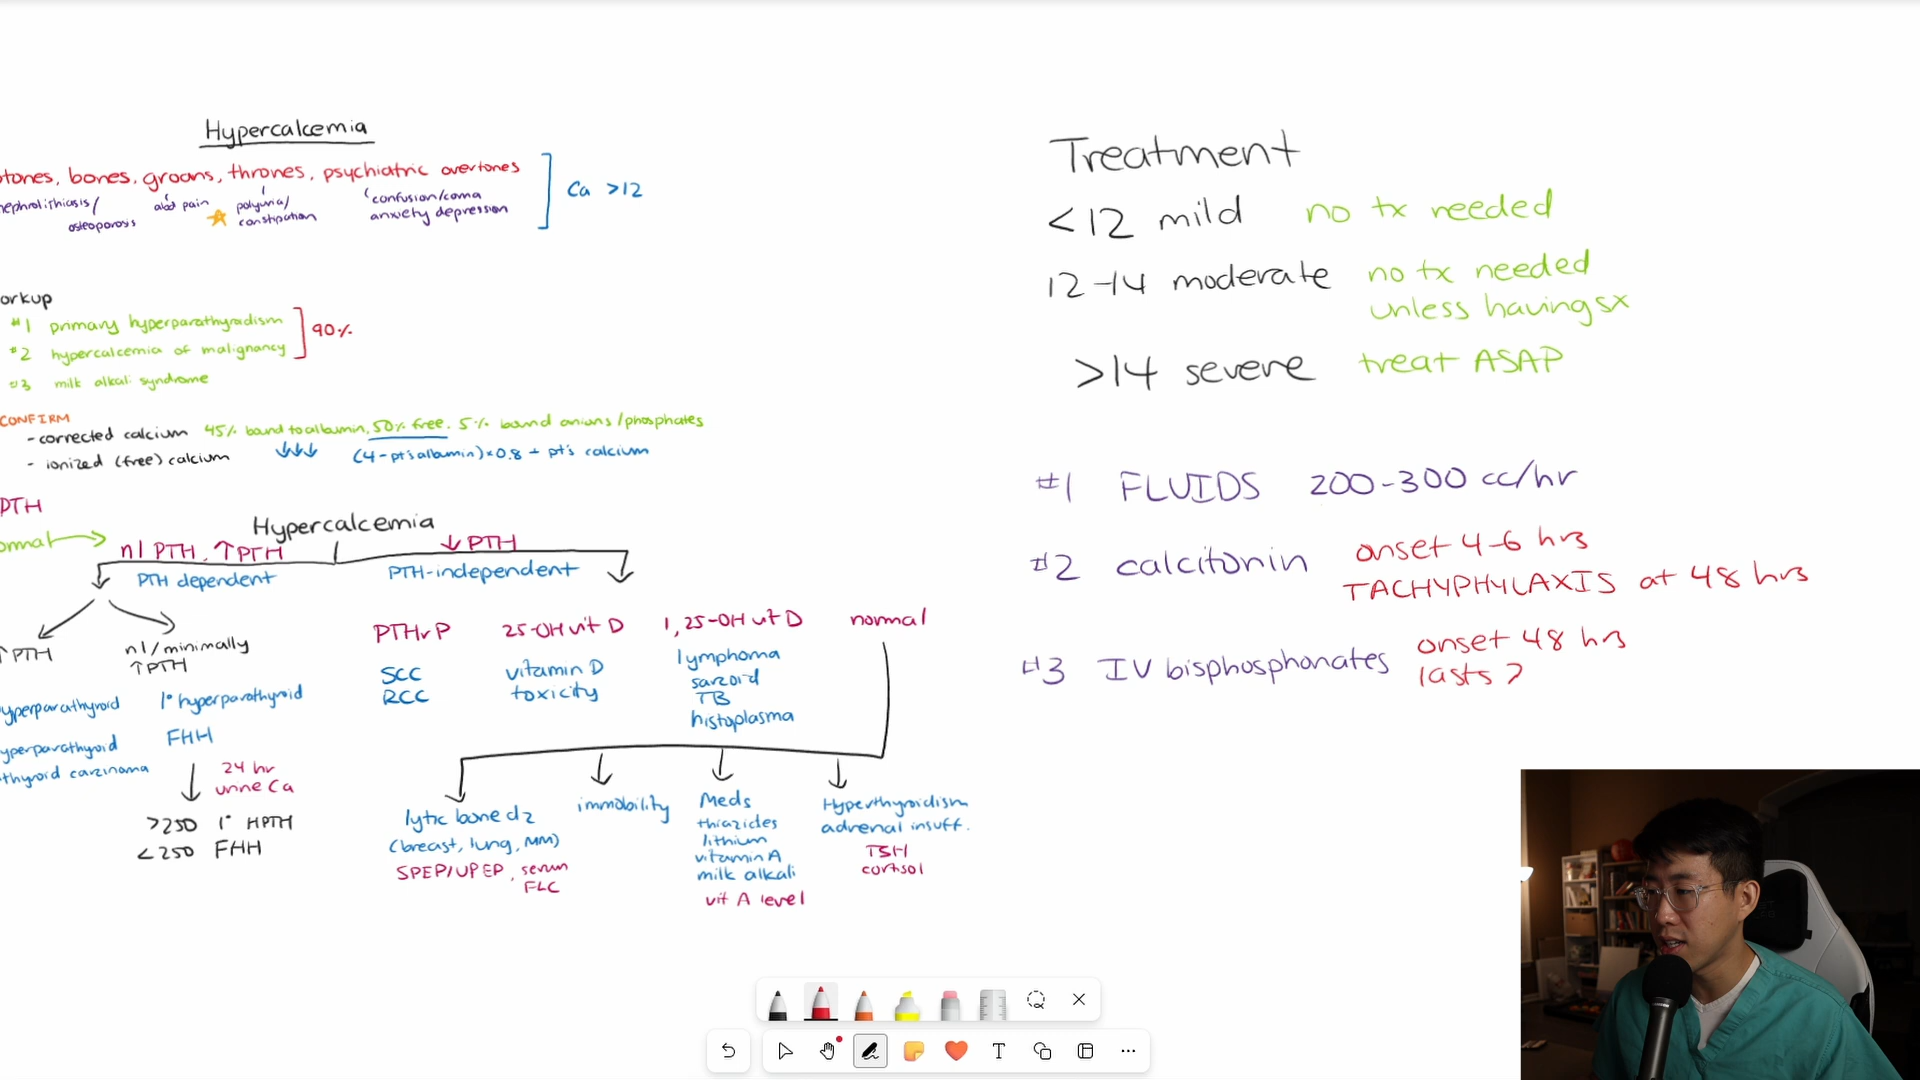 Hypercalcemia
tones, bones, groans, thrones, psychiatric overtones
nephrolithiasis/
osteoporosis
abd pain
polyuria/
constipation
confusion/coma
anxiety depression
Ca >12
orkup
#1 primary hyperparathyroidism
#2 hypercalcemia of malignancy
90%
#3 milk alkali syndrome
CONFIRM
- corrected calcium 45% bound to albumin, 50% free, 5% bound anions/phosphates
- ionized (free) calcium ↓↓↓ (4-pt's albumin)×0.8 + pt's calcium
PTH
ormal
Hypercalcemia
nl PTH, ↑PTH
↓PTH
PTH dependent
PTH-independent
↑PTH
nl/minimally
↑PTH
yperparathyroid
yperparathyroid
thyroid carcinoma
1° hyperparathyroid
FHH
24 hr
urine Ca
>250 1° HPTH
<250 FHH
PTHrP
SCC
RCC
25-OH vit D
vitamin D
toxicity
1,25-OH vit D
lymphoma
sarcoid
TB
histoplasma
normal
lytic bone dz
(breast, lung, MM)
SPEP/UPEP, serum
FLC
immobility
Meds
thiazides
lithium
vitamin A
milk alkali
vit A level
Hyperthyroidism
adrenal insuff.
TSH
cortisol
Treatment
<12 mild no tx needed
12-14 moderate no tx needed
unless having sx
>14 severe treat ASAP
#1 FLUIDS 200-300 cc/hr
#2 calcitonin onset 4-6 hrs
TACHYPHYLAXIS at 48 hrs
#3 IV bisphosphonates onset 48 hrs
lasts 2
T